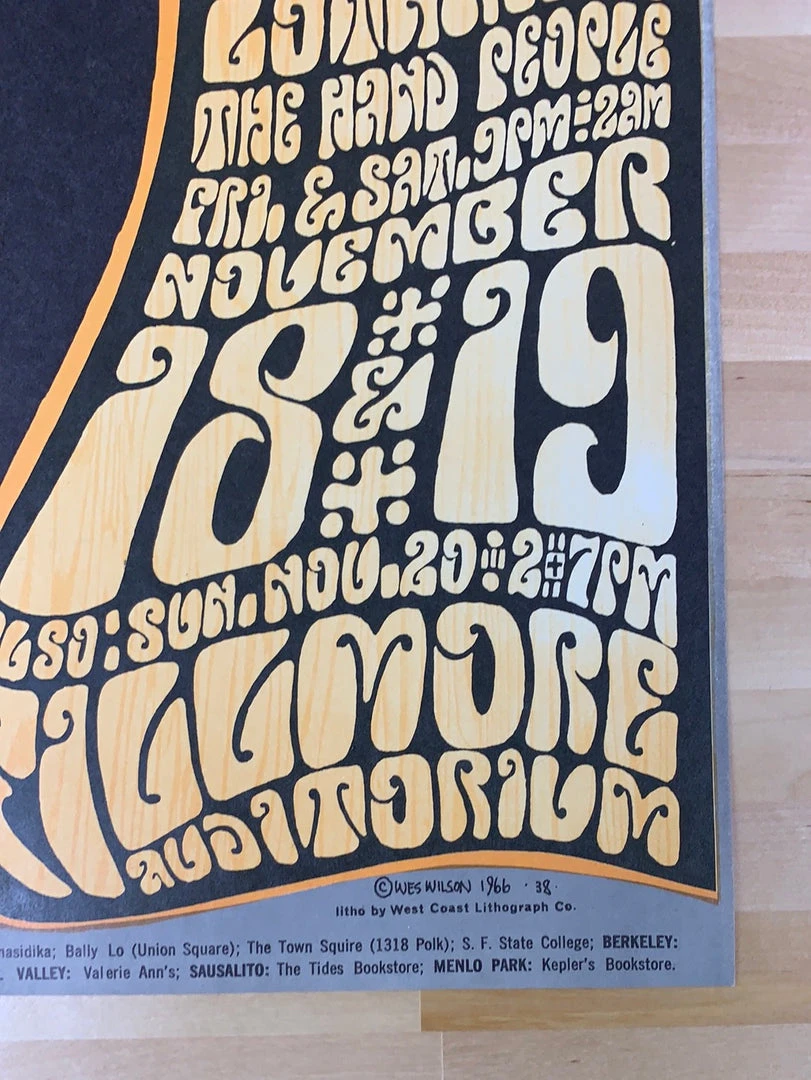 THE HAND PEOPLE
FRI. & SAT. 9PM : 2AM
NOVEMBER
18 & 19
ALSO : SUN. NOV. 20 2 7PM
FILLMORE
AUDITORIUM
© WES WILSON 1966 · 38 ·
litho by West Coast Lithograph Co.
Bally Lo (Union Square); The Town Squire (1318 Polk); S. F. State College; BERKELEY:
VALLEY: Valerie Ann's; SAUSALITO: The Tides Bookstore; MENLO PARK: Kepler's Bookstore.